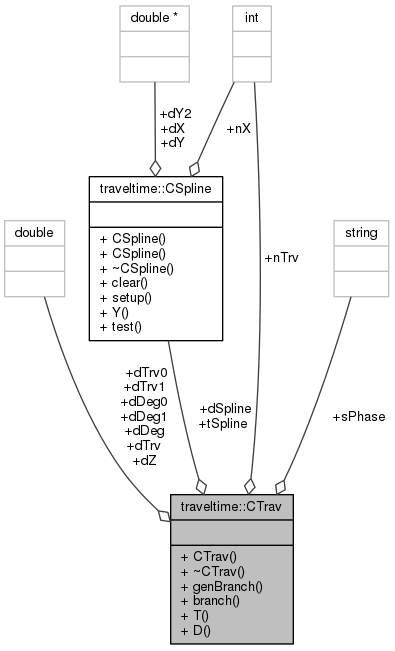 double *
int
+dY2
+dX
+dY
+nX
traveltime::CSpline
+ CSpline()
+ CSpline()
+ ~CSpline()
+ clear()
+ setup()
+ Y()
+ test()
double
string
+nTrv
+dTrv0
+dTrv1
+dDeg0
+dDeg1
+dDeg
+dTrv
+dZ
+dSpline
+tSpline
+sPhase
traveltime::CTrav
+ CTrav()
+ ~CTrav()
+ genBranch()
+ branch()
+ T()
+ D()